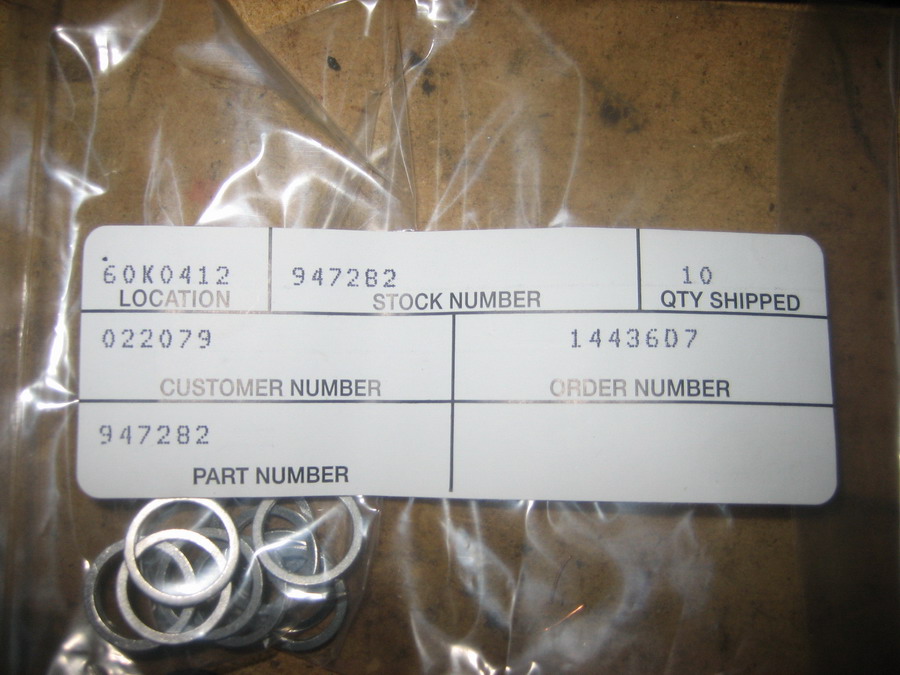 60K0412 947282 10
LOCATION STOCK NUMBER QTY SHIPPED
022079 1443607
CUSTOMER NUMBER ORDER NUMBER
947282
PART NUMBER